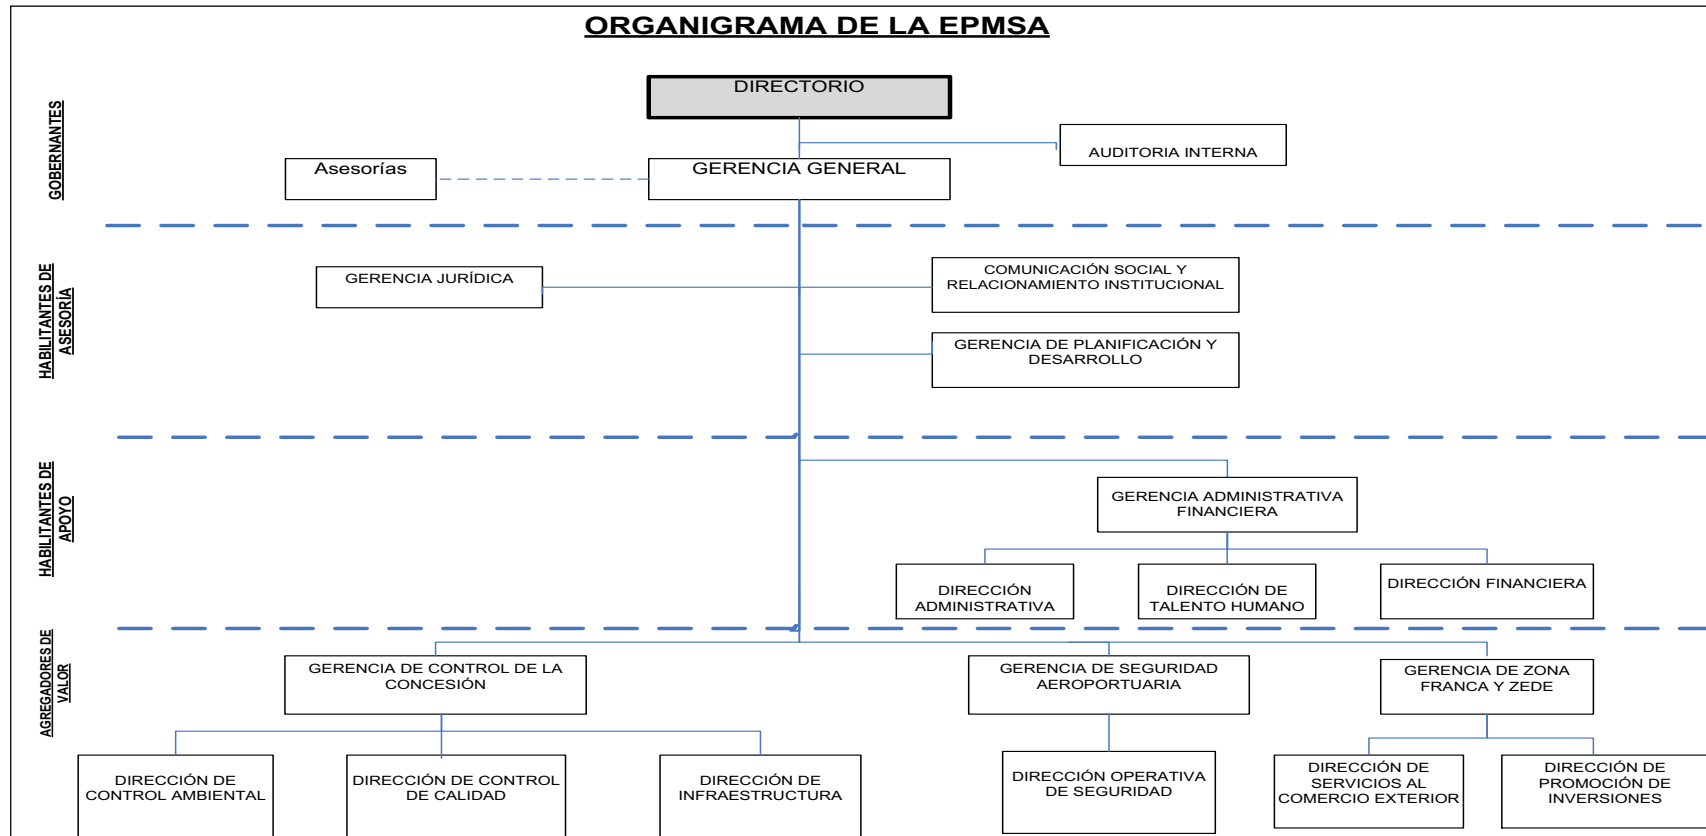 ORGANIGRAMA DE LA EPMSA
GOBERNANTES
DIRECTORIO
AUDITORIA INTERNA
Asesorías
GERENCIA GENERAL
HABILITANTES DE
ASESORÍA
GERENCIA JURÍDICA
COMUNICACIÓN SOCIAL Y
RELACIONAMIENTO INSTITUCIONAL
GERENCIA DE PLANIFICACIÓN Y
DESARROLLO
HABILITANTES DE
APOYO
GERENCIA ADMINISTRATIVA
FINANCIERA
DIRECCIÓN
ADMINISTRATIVA
DIRECCIÓN DE
TALENTO HUMANO
DIRECCIÓN FINANCIERA
AGREGADORES DE
VALOR
GERENCIA DE CONTROL DE LA
CONCESIÓN
GERENCIA DE SEGURIDAD
AEROPORTUARIA
GERENCIA DE ZONA
FRANCA Y ZEDE
DIRECCIÓN DE
CONTROL AMBIENTAL
DIRECCIÓN DE CONTROL
DE CALIDAD
DIRECCIÓN DE
INFRAESTRUCTURA
DIRECCIÓN OPERATIVA
DE SEGURIDAD
DIRECCIÓN DE
SERVICIOS AL
COMERCIO EXTERIOR
DIRECCIÓN DE
PROMOCIÓN DE
INVERSIONES